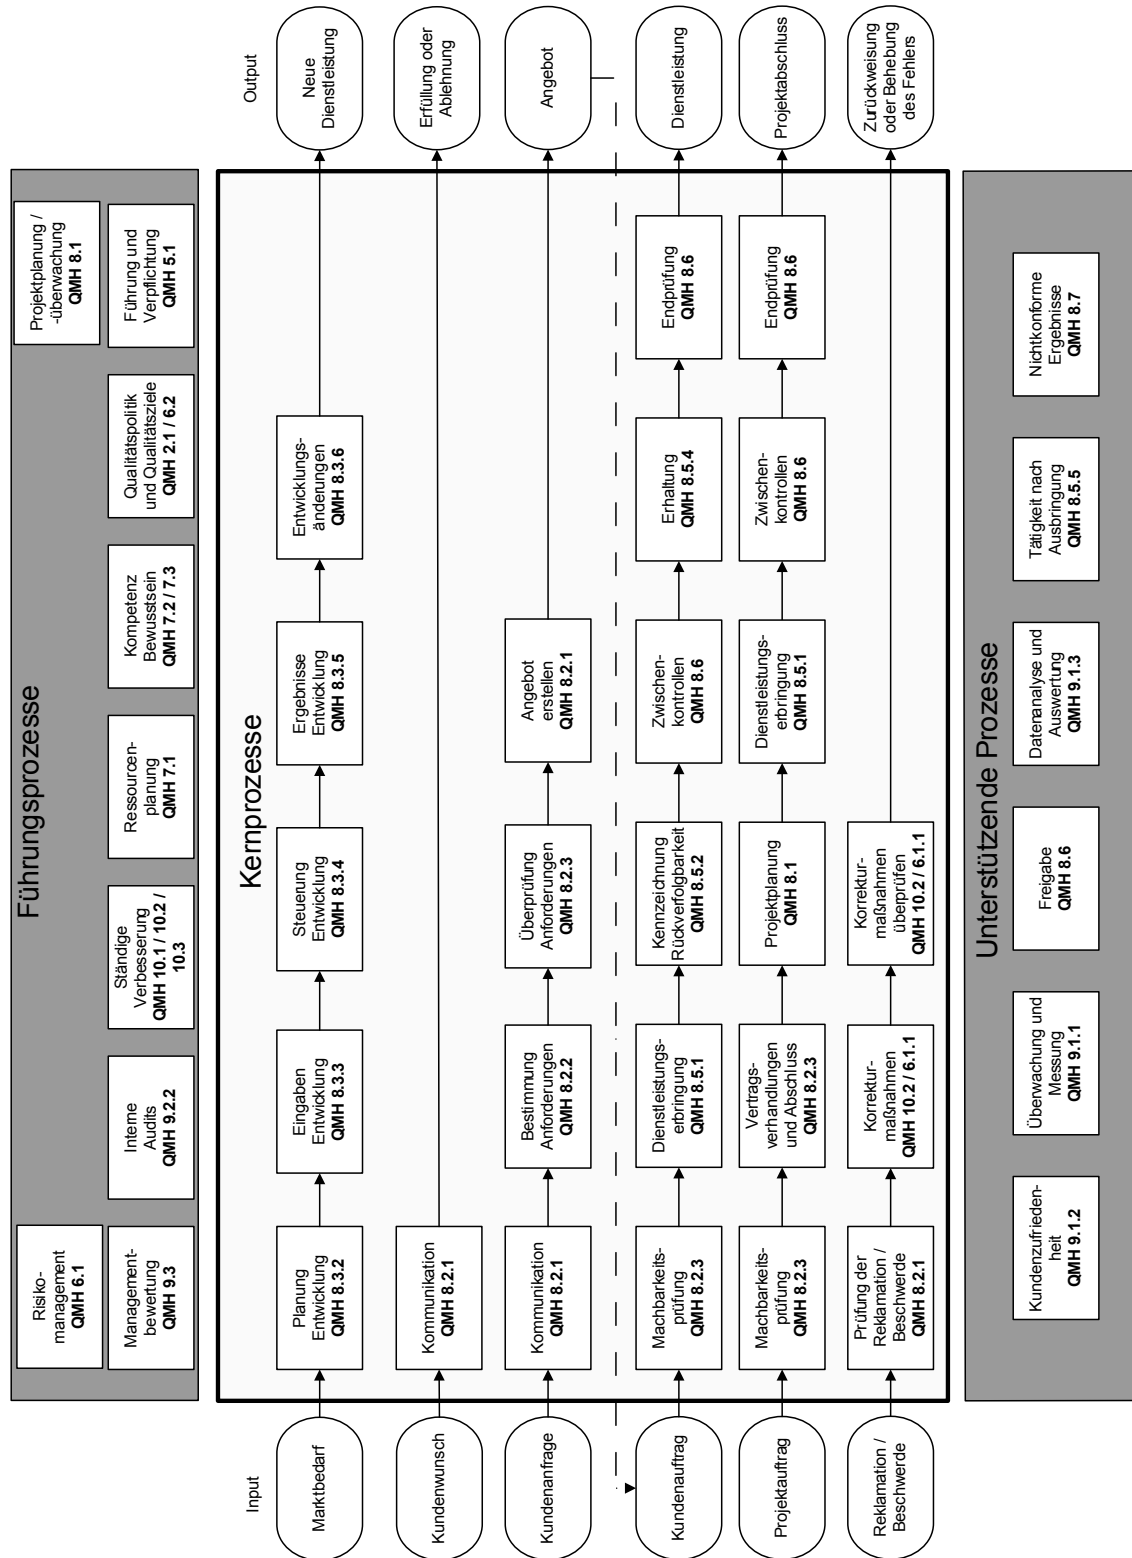 Führungsprozesse
Risiko-
management
QMH 6.1
Projektplanung /
-überwachung
QMH 8.1
Management-
bewertung
QMH 9.3
Interne
Audits
QMH 9.2.2
Ständige
Verbesserung
QMH 10.1 / 10.2 /
10.3
Ressourcen-
planung
QMH 7.1
Kompetenz
Bewusstsein
QMH 7.2 / 7.3
Qualitätspolitik
und Qualitätsziele
QMH 2.1 / 6.2
Führung und
Verpflichtung
QMH 5.1
Input
Kernprozesse
Output
Marktbedarf
Planung
Entwicklung
QMH 8.3.2
Eingaben
Entwicklung
QMH 8.3.3
Steuerung
Entwicklung
QMH 8.3.4
Ergebnisse
Entwicklung
QMH 8.3.5
Entwicklungs-
änderungen
QMH 8.3.6
Neue
Dienstleistung
Kundenwunsch
Kommunikation
QMH 8.2.1
Erfüllung oder
Ablehnung
Kundenanfrage
Kommunikation
QMH 8.2.1
Bestimmung
Anforderungen
QMH 8.2.2
Überprüfung
Anforderungen
QMH 8.2.3
Angebot
erstellen
QMH 8.2.1
Angebot
Kundenauftrag
Machbarkeits-
prüfung
QMH 8.2.3
Dienstleistungs-
erbringung
QMH 8.5.1
Kennzeichnung
Rückverfolgbarkeit
QMH 8.5.2
Zwischen-
kontrollen
QMH 8.6
Erhaltung
QMH 8.5.4
Endprüfung
QMH 8.6
Dienstleistung
Projektauftrag
Machbarkeits-
prüfung
QMH 8.2.3
Vertrags-
verhandlungen
und Abschluss
QMH 8.2.3
Projektplanung
QMH 8.1
Dienstleistungs-
erbringung
QMH 8.5.1
Zwischen-
kontrollen
QMH 8.6
Endprüfung
QMH 8.6
Projektabschluss
Reklamation /
Beschwerde
Prüfung der
Reklamation /
Beschwerde
QMH 8.2.1
Korrektur-
maßnahmen
QMH 10.2 / 6.1.1
Korrektur-
maßnahmen
überprüfen
QMH 10.2 / 6.1.1
Zurückweisung
oder Behebung
des Fehlers
Unterstützende Prozesse
Kundenzufrieden-
heit
QMH 9.1.2
Überwachung und
Messung
QMH 9.1.1
Freigabe
QMH 8.6
Datenanalyse und
Auswertung
QMH 9.1.3
Tätigkeit nach
Ausbringung
QMH 8.5.5
Nichtkonforme
Ergebnisse
QMH 8.7